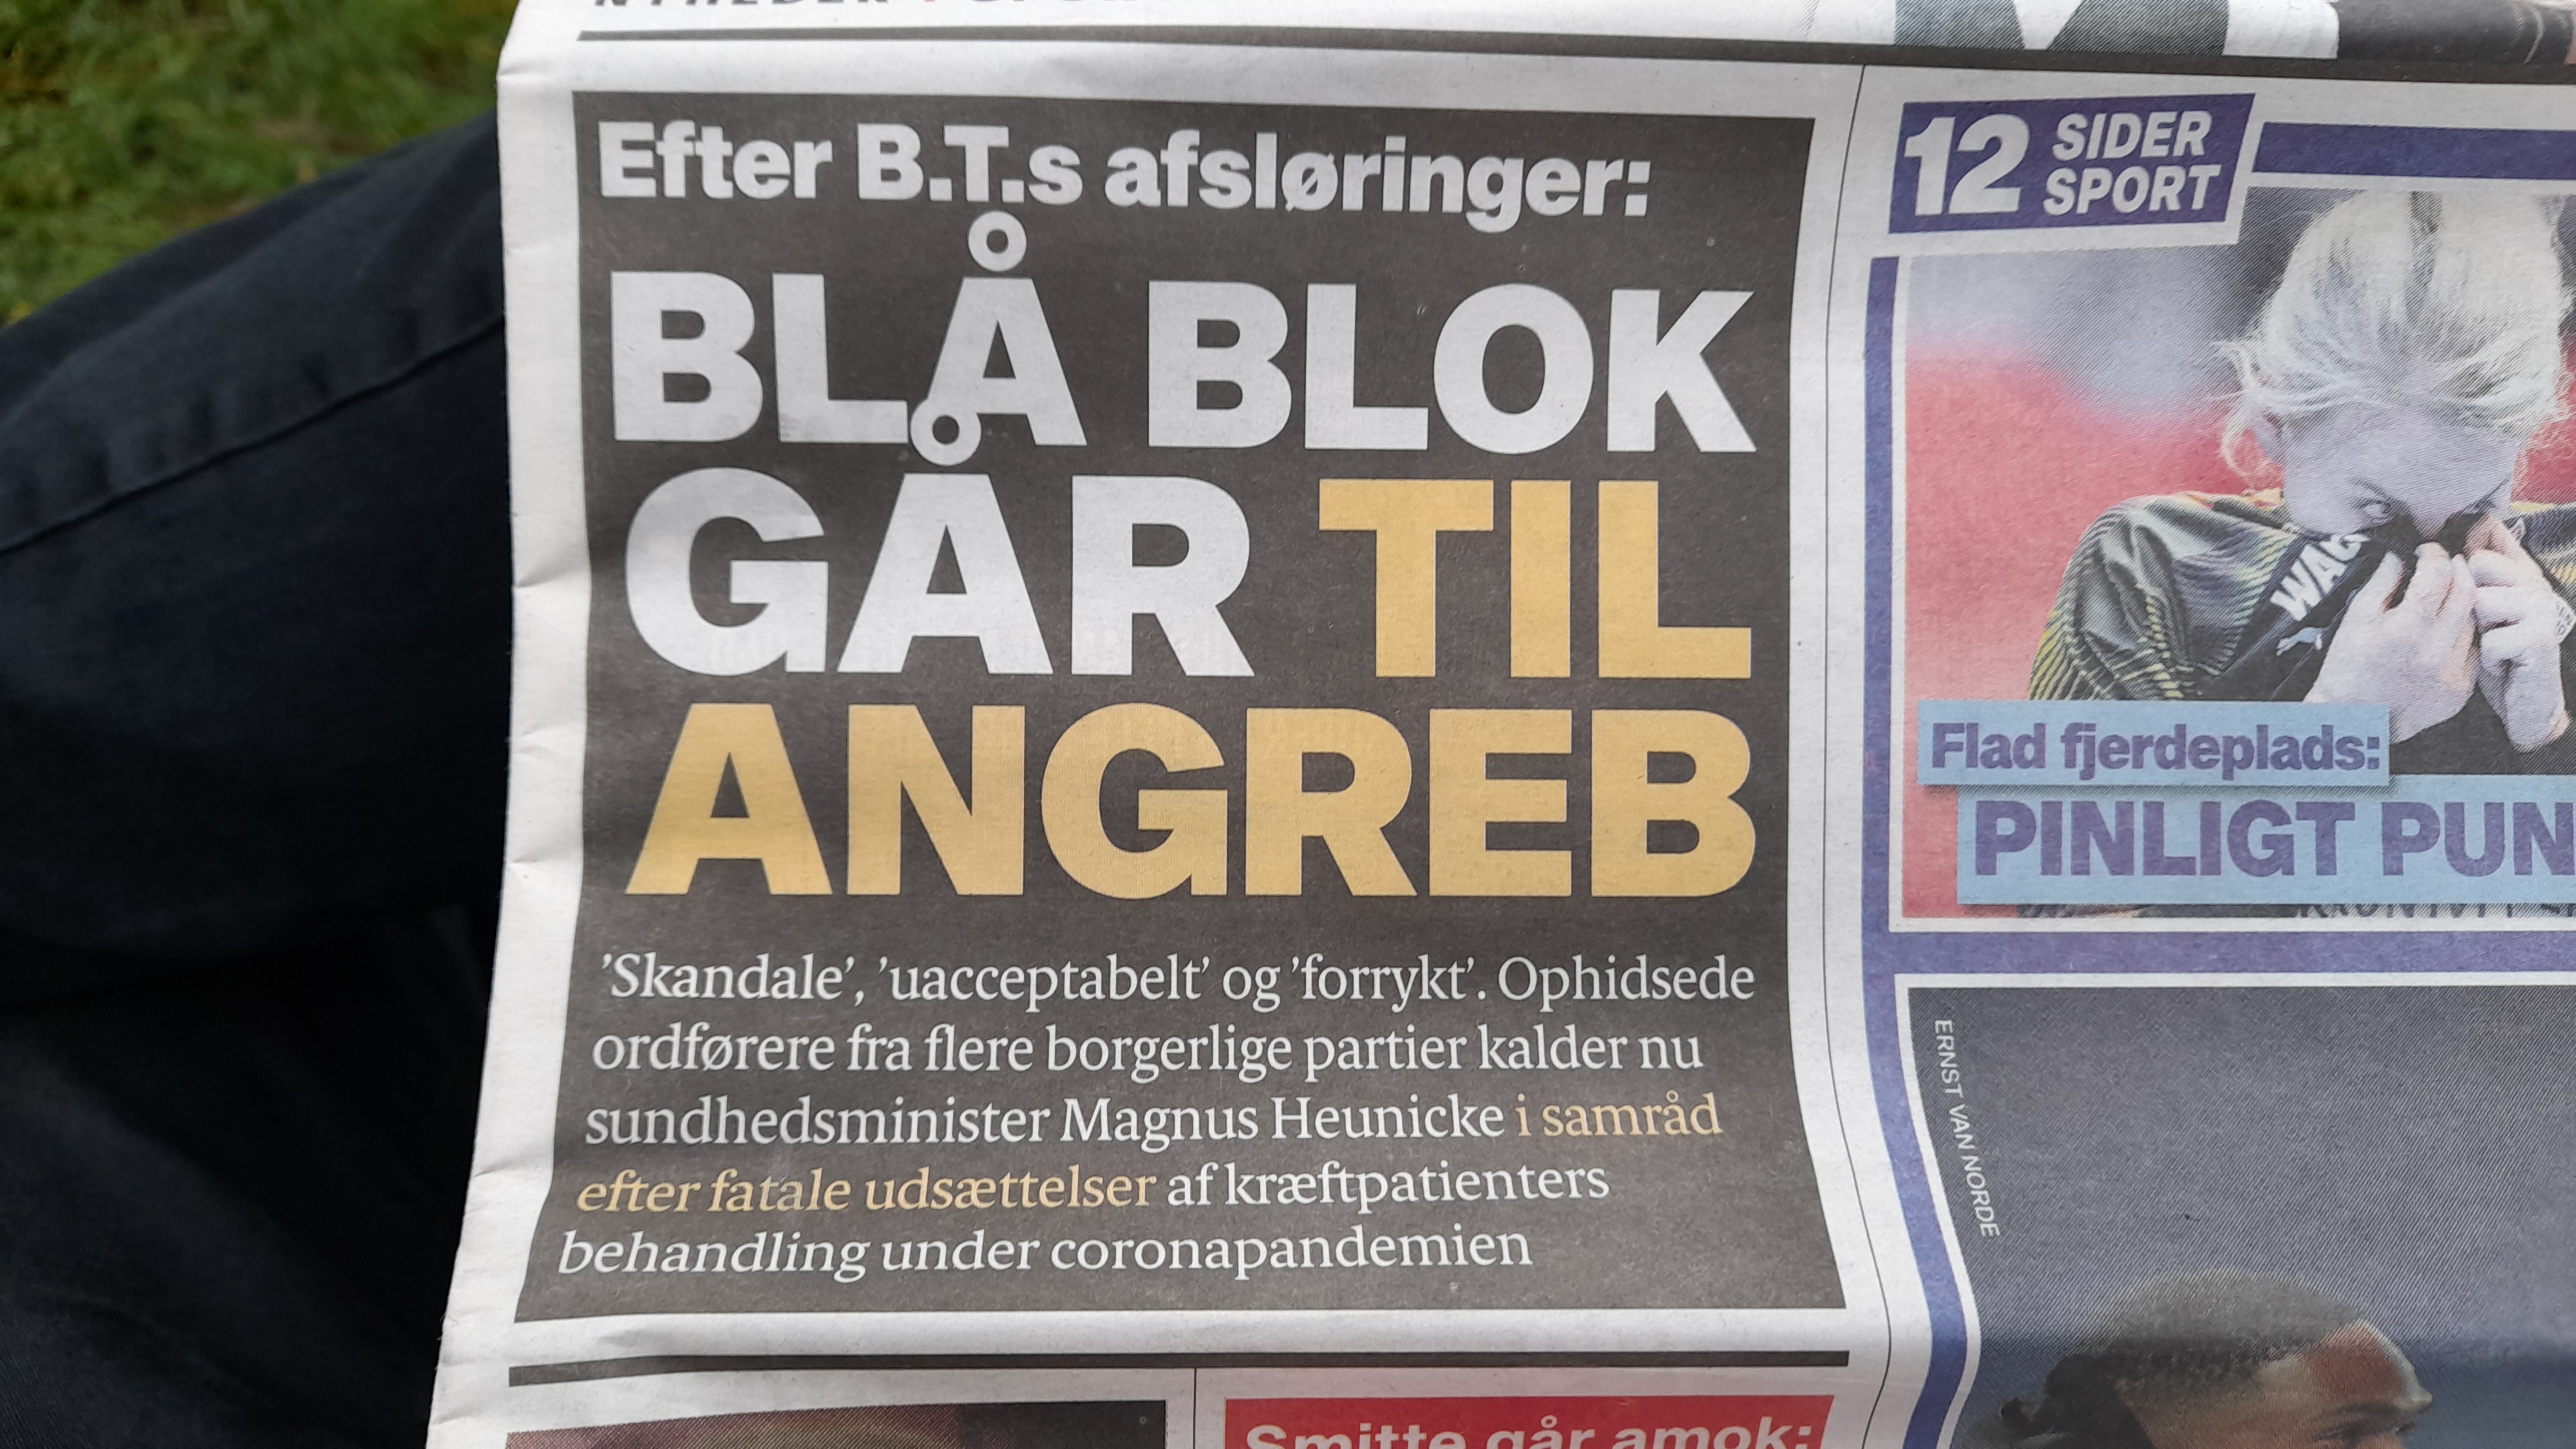 Efter B.T.s afsløringer:
BLÅ BLOK
GÅR TIL
ANGREB
’Skandale’, ’uacceptabelt’ og ’forrykt’. Ophidsede
ordførere fra flere borgerlige partier kalder nu
sundhedsminister Magnus Heunicke i samråd
efter fatale udsættelser af kræftpatienters
behandling under coronapandemien
12 SIDER
SPORT
Flad fjerdeplads:
PINLIGT
ERNST VAN NORDE
Smitte går amok: